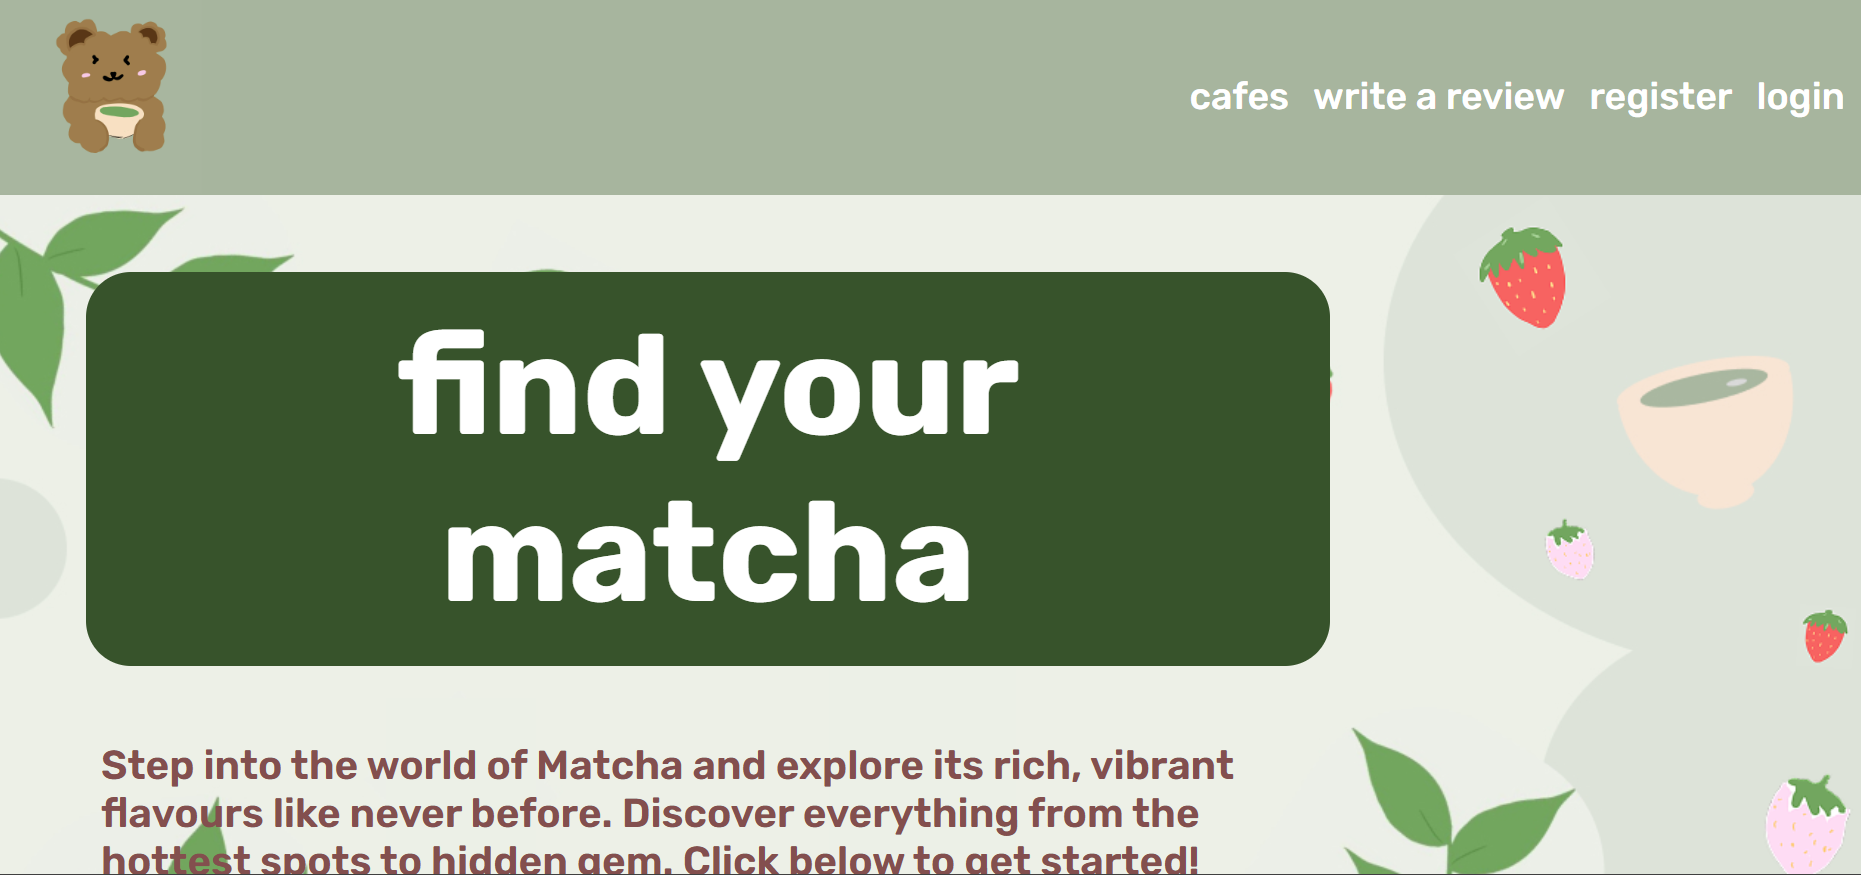 cafes write a review register login
find your
matcha
Step into the world of Matcha and explore its rich, vibrant
flavours like never before. Discover everything from the
hottest spots to hidden gem. Click below to get started!